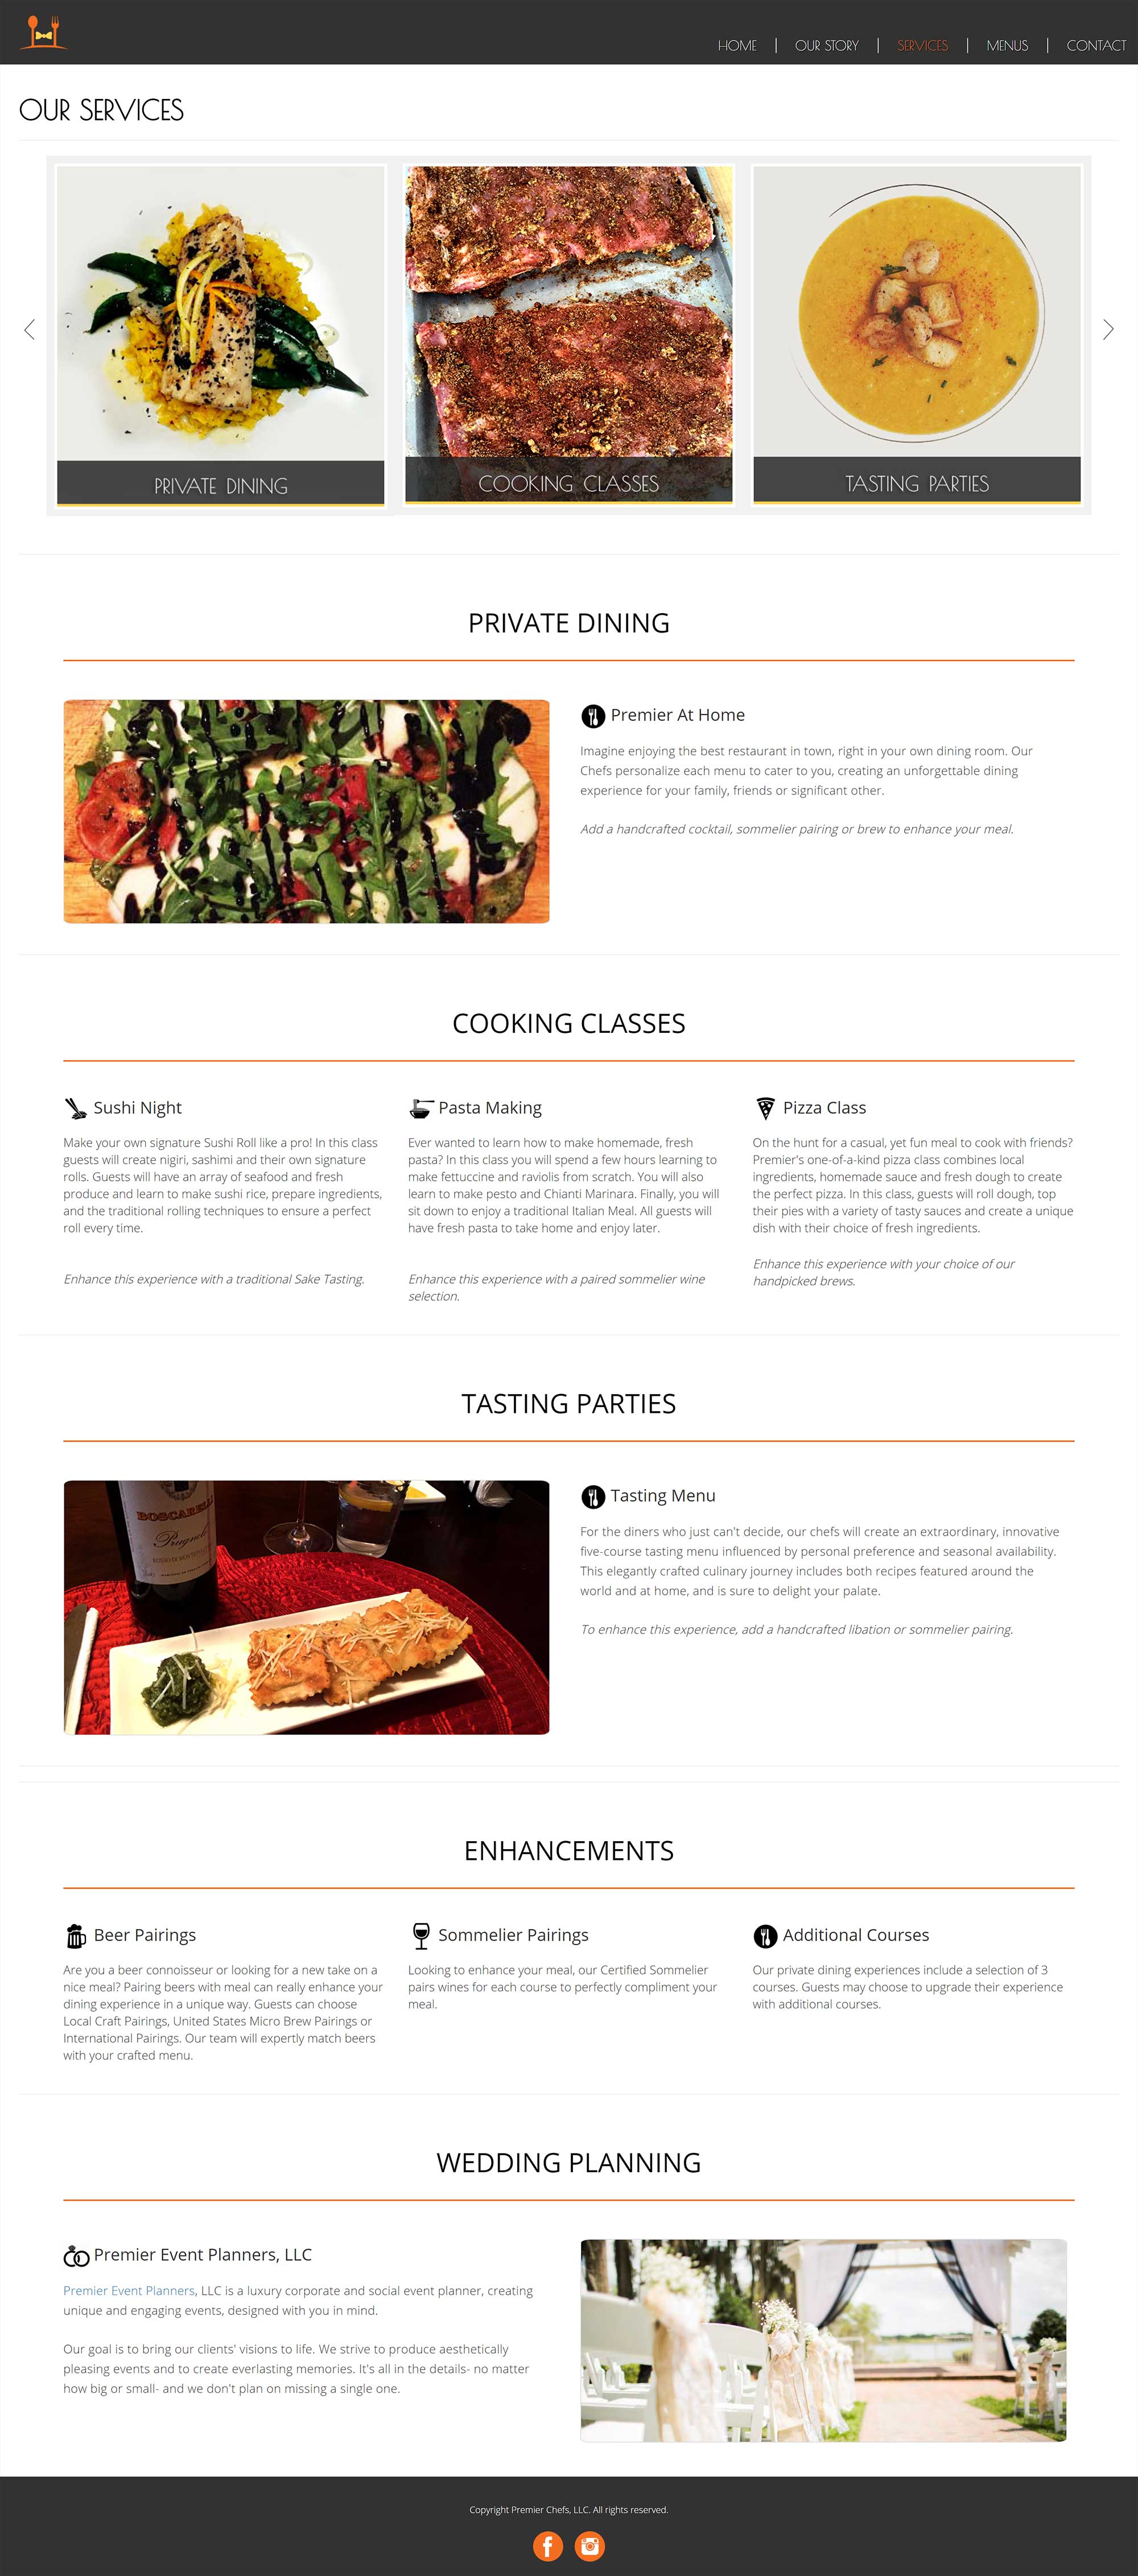 HOME | OUR STORY | SERVICES | MENUS | CONTACT
OUR SERVICES
PRIVATE DINING
COOKING CLASSES
TASTING PARTIES
PRIVATE DINING
Premier At Home
Imagine enjoying the best restaurant in town, right in your own dining room. Our
Chefs personalize each menu to cater to you, creating an unforgettable dining
experience for your family, friends or significant other.
Add a handcrafted cocktail, sommelier pairing or brew to enhance your meal.
COOKING CLASSES
Sushi Night
Make your own signature Sushi Roll like a pro! In this class
guests will create nigiri, sashimi and their own signature
rolls. Guests will have an array of seafood and fresh
produce and learn to make sushi rice, prepare ingredients,
and the traditional rolling techniques to ensure a perfect
roll every time.
Enhance this experience with a traditional Sake Tasting.
Pasta Making
Ever wanted to learn how to make homemade, fresh
pasta? In this class you will spend a few hours learning to
make fettuccine and raviolis from scratch. You will also
learn to make pesto and Chianti Marinara. Finally, you will
sit down to enjoy a traditional Italian Meal. All guests will
have fresh pasta to take home and enjoy later.
Enhance this experience with a paired sommelier wine
selection.
Pizza Class
On the hunt for a casual, yet fun meal to cook with friends?
Premier's one-of-a-kind pizza class combines local
ingredients, homemade sauce and fresh dough to create
the perfect pizza. In this class, guests will roll dough, top
their pies with a variety of tasty sauces and create a unique
dish with their choice of fresh ingredients.
Enhance this experience with your choice of our
handpicked brews.
TASTING PARTIES
BOSCARELLI
Prugnolo
Tasting Menu
For the diners who just can't decide, our chefs will create an extraordinary, innovative
five-course tasting menu influenced by personal preference and seasonal availability.
This elegantly crafted culinary journey includes both recipes featured around the
world and at home, and is sure to delight your palate.
To enhance this experience, add a handcrafted libation or sommelier pairing.
ENHANCEMENTS
Beer Pairings
Are you a beer connoisseur or looking for a new take on a
nice meal? Pairing beers with meal can really enhance your
dining experience in a unique way. Guests can choose
Local Craft Pairings, United States Micro Brew Pairings or
International Pairings. Our team will expertly match beers
with your crafted menu.
Sommelier Pairings
Looking to enhance your meal, our Certified Sommelier
pairs wines for each course to perfectly compliment your
meal.
Additional Courses
Our private dining experiences include a selection of 3
courses. Guests may choose to upgrade their experience
with additional courses.
WEDDING PLANNING
Premier Event Planners, LLC
Premier Event Planners, LLC is a luxury corporate and social event planner, creating
unique and engaging events, designed with you in mind.
Our goal is to bring our clients' visions to life. We strive to produce aesthetically
pleasing events and to create everlasting memories. It's all in the details- no matter
how big or small- and we don't plan on missing a single one.
Copyright Premier Chefs, LLC. All rights reserved.